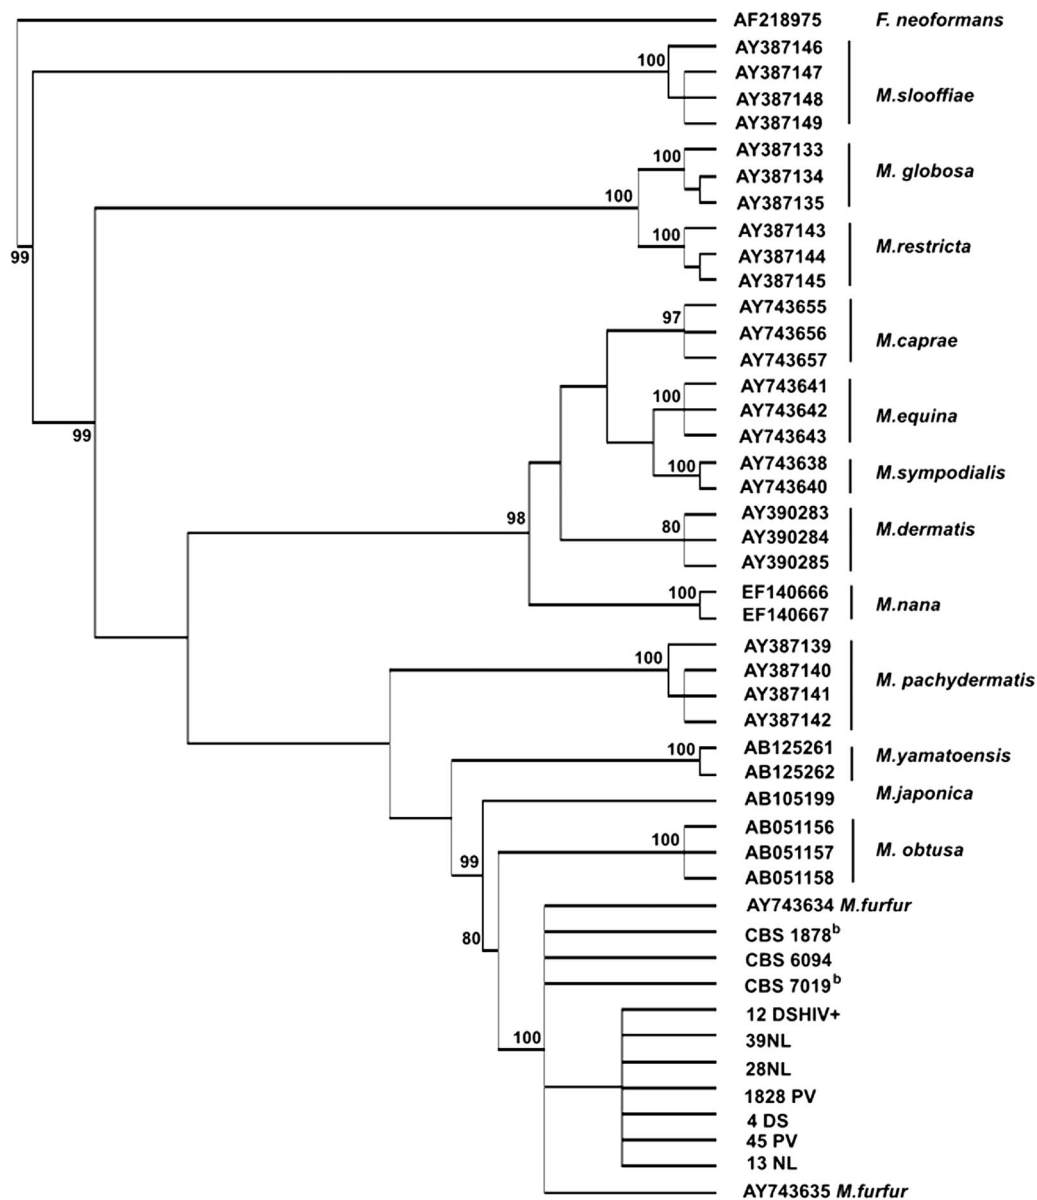 AF218975 F. neoformans
AY387146
100
AY387147
AY387148 M.slooffiae
AY387149
AY387133
100
AY387134 M. globosa
100
AY387135
AY387143
100
AY387144 M.restricta
99
AY387145
AY743655
97
AY743656 M.caprae
AY743657
AY743641
100
AY743642 M.equina
99
AY743643
AY743638
100 M.sympodialis
AY743640
AY390283
98
80
AY390284 M.dermatis
AY390285
EF140666
100 M.nana
EF140667
AY387139
100
AY387140 M. pachydermatis
AY387141
AY387142
AB125261
100 M.yamatoensis
AB125262
AB105199 M.japonica
AB051156
100
AB051157 M. obtusa
99
AB051158
AY743634 M.furfur
CBS 1878b
80
CBS 6094
CBS 7019b
12 DSHIV+
100
39NL
28NL
1828 PV
4 DS
45 PV
13 NL
AY743635 M.furfur